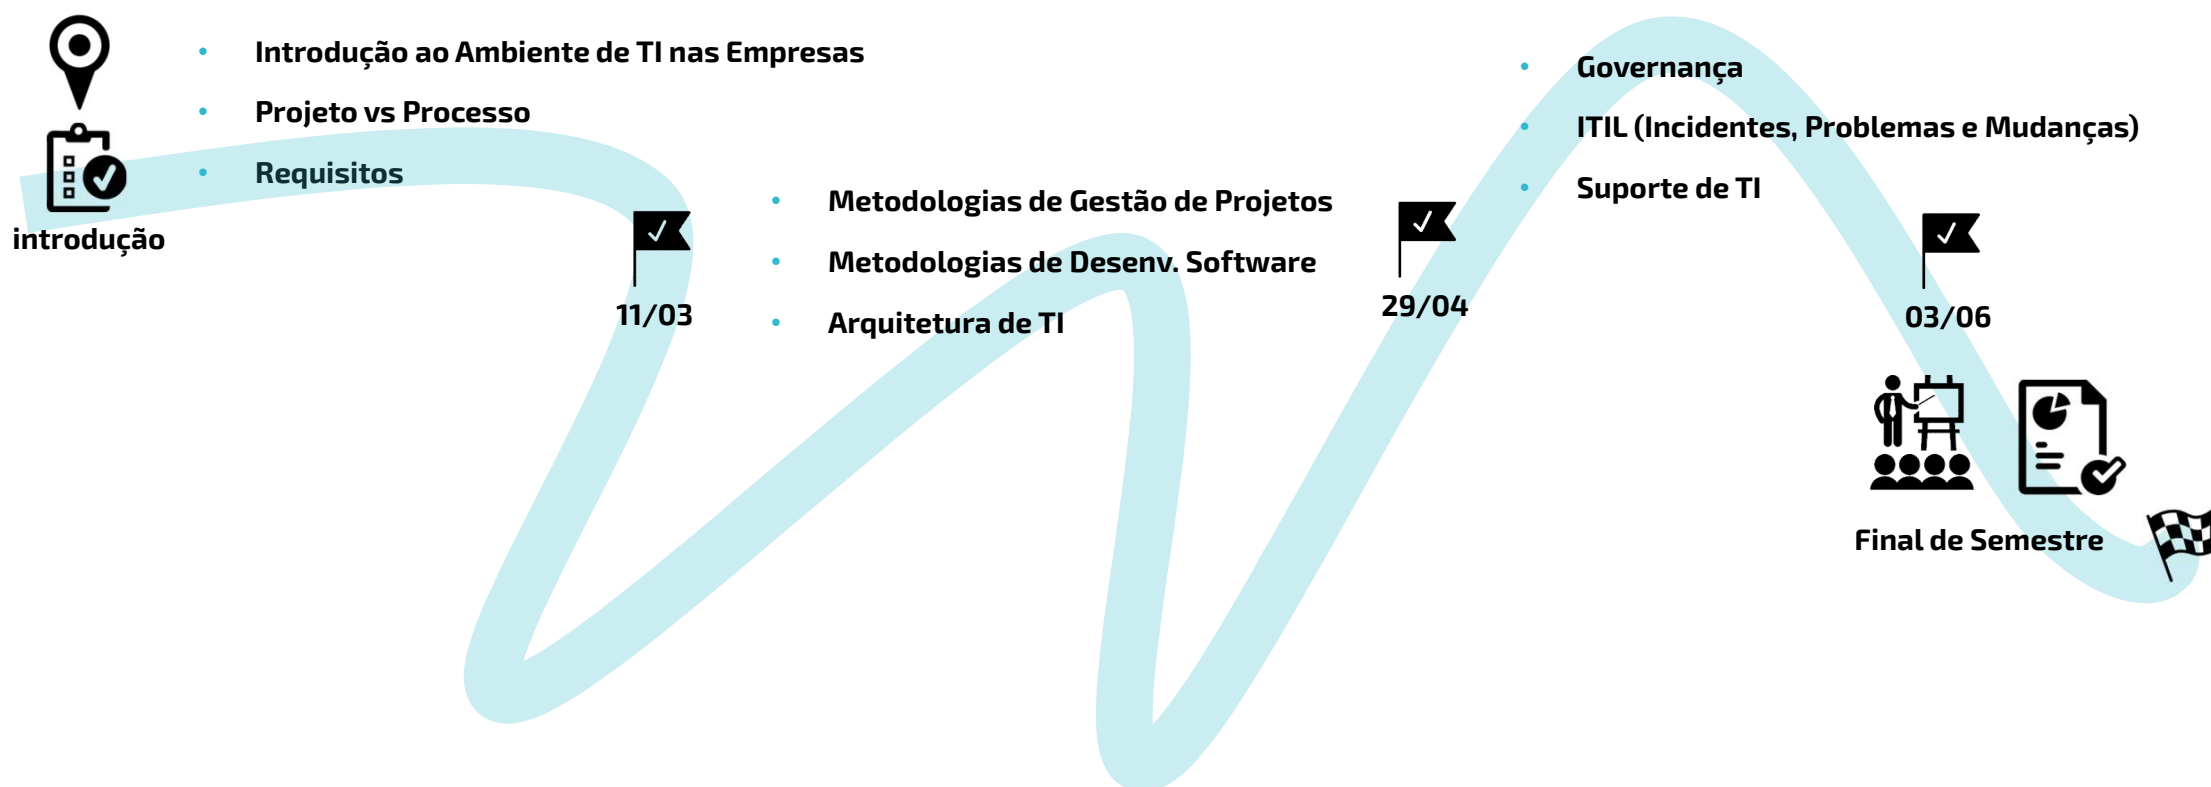 introdução
• Introdução ao Ambiente de TI nas Empresas
• Projeto vs Processo
• Requisitos
11/03
• Metodologias de Gestão de Projetos
• Metodologias de Desenv. Software
• Arquitetura de TI
29/04
• Governança
• ITIL (Incidentes, Problemas e Mudanças)
• Suporte de TI
03/06
Final de Semestre